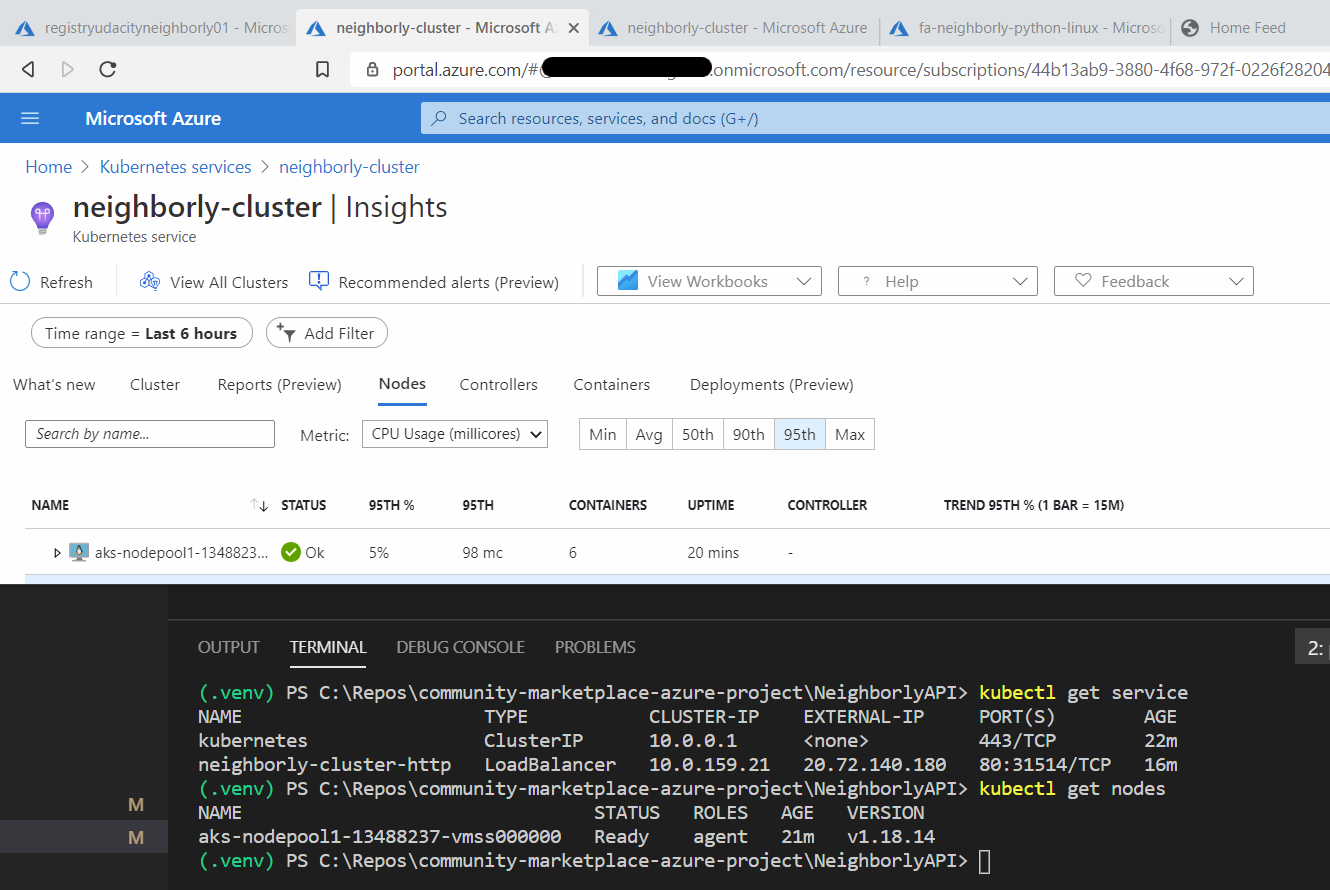 registryudacityneighborly01 - Micros
neighborly-cluster - Microsoft A
neighborly-cluster - Microsoft Azure
fa-neighborly-python-linux - Microso
Home Feed
portal.azure.com/#@ .onmicrosoft.com/resource/subscriptions/44b13ab9-3880-4f68-972f-0226f28204
Microsoft Azure
Search resources, services, and docs (G+/)
Home > Kubernetes services > neighborly-cluster
neighborly-cluster | Insights
Kubernetes service
Refresh View All Clusters Recommended alerts (Preview) View Workbooks ? Help Feedback
Time range = Last 6 hours Add Filter
What's new Cluster Reports (Preview) Nodes Controllers Containers Deployments (Preview)
Search by name... Metric: CPU Usage (millicores) Min Avg 50th 90th 95th Max
NAME STATUS 95TH % 95TH CONTAINERS UPTIME CONTROLLER TREND 95TH % (1 BAR = 15M)
aks-nodepool1-1348823... Ok 5% 98 mc 6 20 mins -
OUTPUT TERMINAL DEBUG CONSOLE PROBLEMS 2:
(.venv) PS C:\Repos\community-marketplace-azure-project\NeighborlyAPI> kubectl get service
NAME TYPE CLUSTER-IP EXTERNAL-IP PORT(S) AGE
kubernetes ClusterIP 10.0.0.1 <none> 443/TCP 22m
neighborly-cluster-http LoadBalancer 10.0.159.21 20.72.140.180 80:31514/TCP 16m
(.venv) PS C:\Repos\community-marketplace-azure-project\NeighborlyAPI> kubectl get nodes
NAME STATUS ROLES AGE VERSION
M
aks-nodepool1-13488237-vmss000000 Ready agent 21m v1.18.14
M
(.venv) PS C:\Repos\community-marketplace-azure-project\NeighborlyAPI>